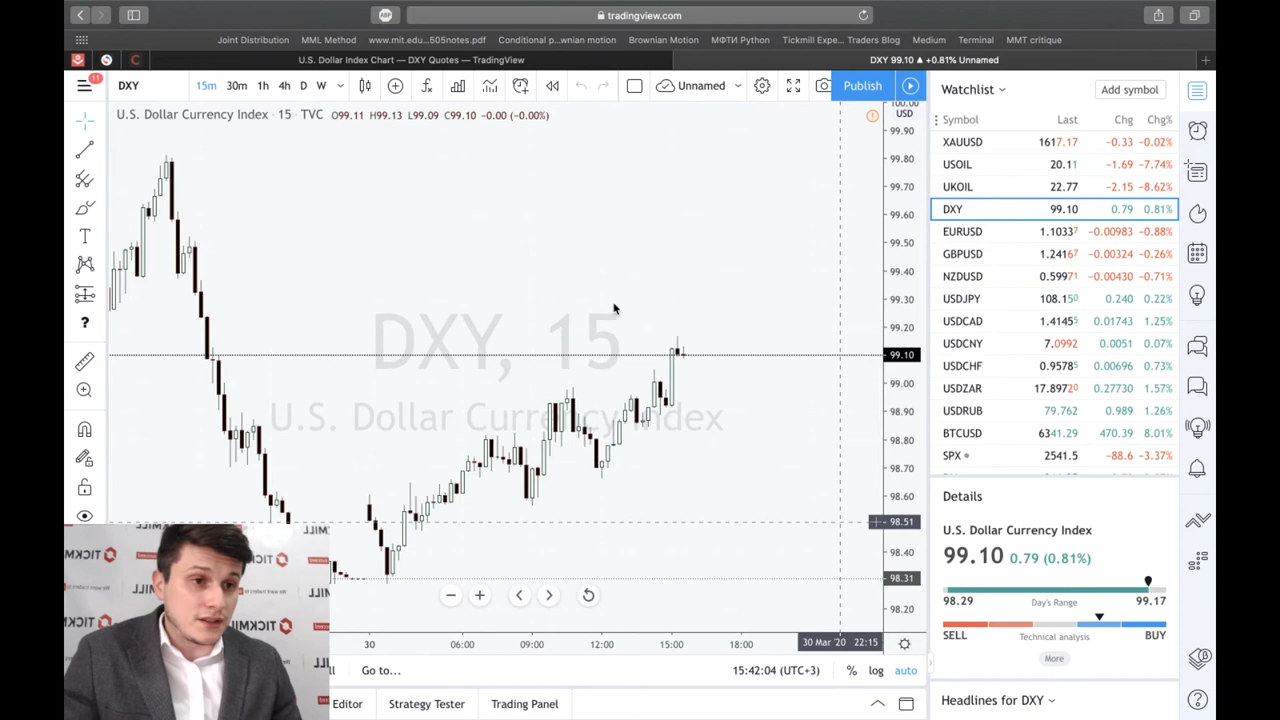 tradingview.com
ABP
Joint Distribution MML Method www.mit.ed...505notes.pdf Conditional p...wnian motion Brownian Motion МФТИ Online Tickmill Expe... Traders Blog Medium Terminal MMT critique
U.S. Dollar Index Chart — DXY Quotes — TradingView
DXY 99.10 ▲ +0.81% Unnamed
11
DXY 15m 30m 1h 4h D W Unnamed Publish
U.S. Dollar Currency Index · 15 · TVC O99.11 H99.13 L99.09 C99.10 -0.00 (-0.00%)
DXY, 15
U.S. Dollar Currency Index
100.00
USD
99.90
99.80
99.70
99.60
99.50
99.40
99.30
99.20
99.10
99.00
98.90
98.80
98.70
98.60
98.51
98.40
98.31
98.20
30 06:00 09:00 12:00 15:00 18:00 30 Mar '20 22:15
Go to...
15:42:04 (UTC+3) % log auto
Editor Strategy Tester Trading Panel
Watchlist Add symbol
Symbol Last Chg Chg%
XAUUSD 1617.17 −0.33 −0.02%
USOIL 20.11 −1.69 −7.74%
UKOIL 22.77 −2.15 −8.62%
DXY 99.10 0.79 0.81%
EURUSD 1.10337 −0.00983 −0.88%
GBPUSD 1.24167 −0.00324 −0.26%
NZDUSD 0.59971 −0.00430 −0.71%
USDJPY 108.150 0.240 0.22%
USDCAD 1.41455 0.01743 1.25%
USDCNY 7.0992 0.0051 0.07%
USDCHF 0.95785 0.00696 0.73%
USDZAR 17.89720 0.27730 1.57%
USDRUB 79.762 0.989 1.26%
BTCUSD 6341.29 470.39 8.01%
SPX 2541.5 −88.6 −3.37%
Details
U.S. Dollar Currency Index
99.10 0.79 (0.81%)
98.29 Day's Range 99.17
SELL Technical analysis BUY
More
Headlines for DXY
TICKMILL